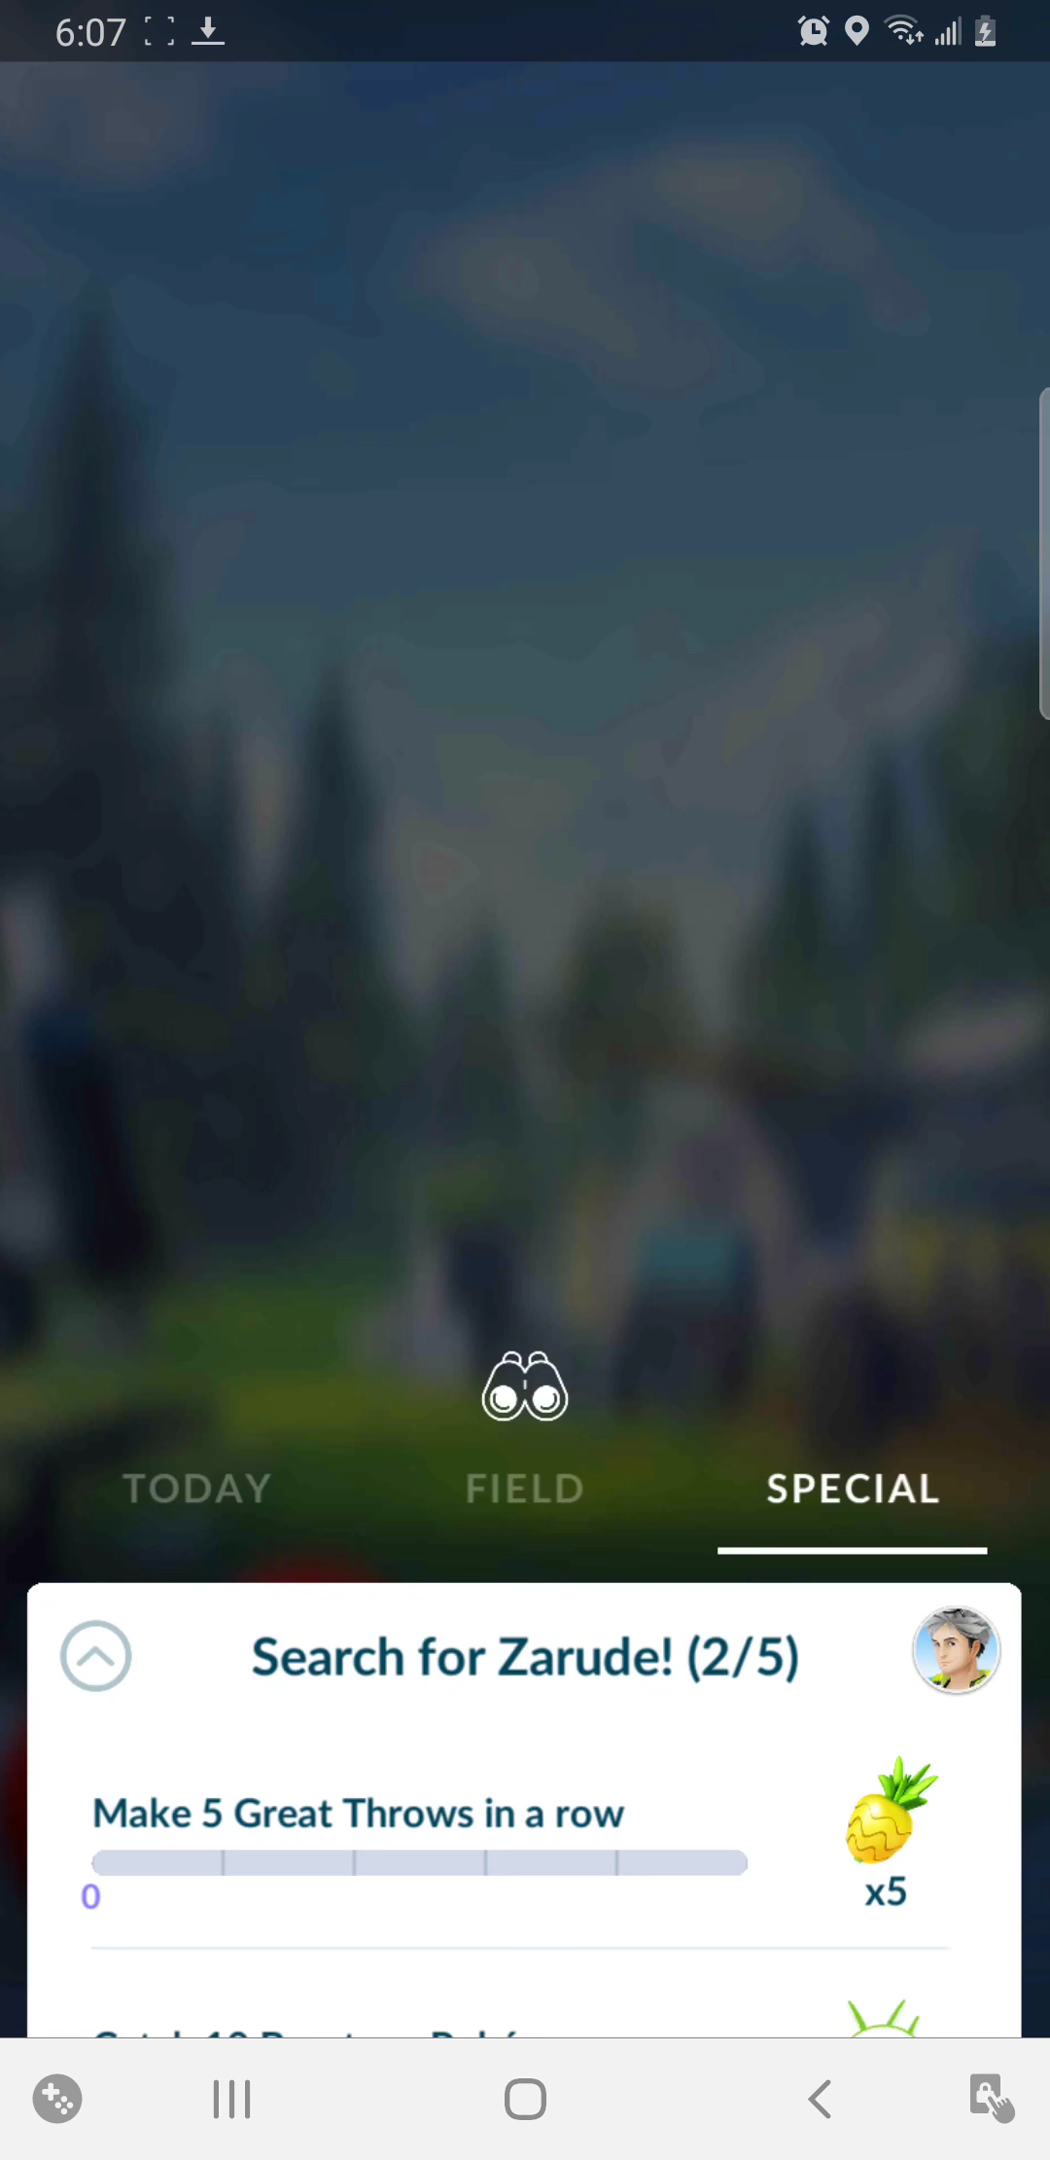 6:07
TODAY FIELD SPECIAL
Search for Zarude! (2/5)
Make 5 Great Throws in a row
0
x5